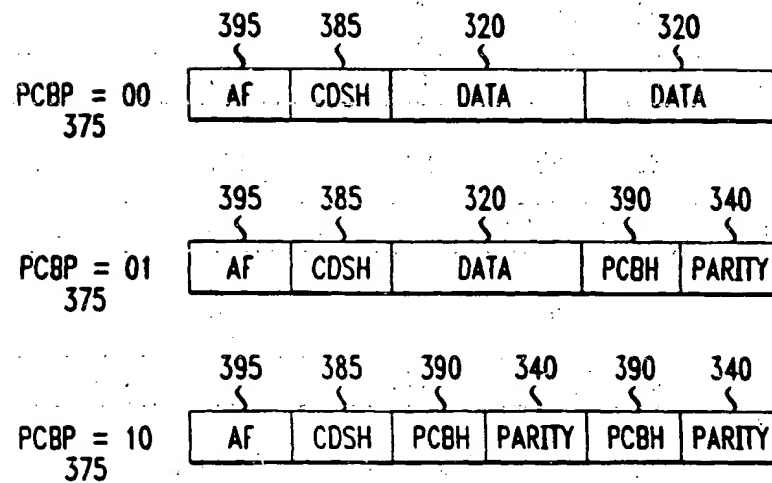 395 385 320 320
PCBP = 00 AF CDSH DATA DATA
375
395 385 320 390 340
PCBP = 01 AF CDSH DATA PCBH PARITY
375
395 385 390 340 390 340
PCBP = 10 AF CDSH PCBH PARITY PCBH PARITY
375